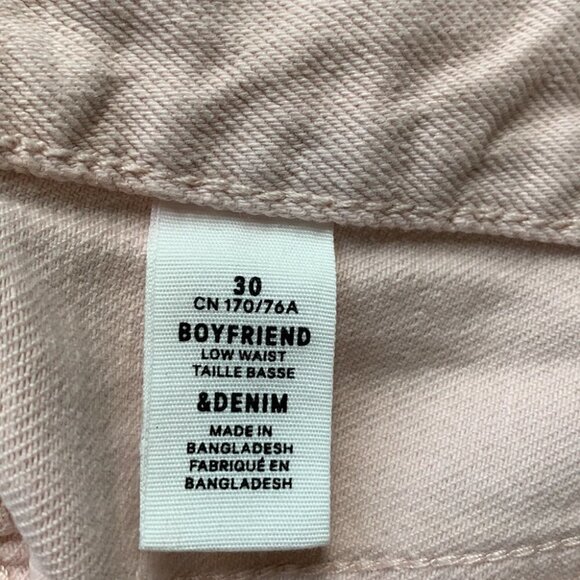 30
CN 170/76A
BOYFRIEND
LOW WAIST
TAILLE BASSE
&DENIM
MADE IN
BANGLADESH
FABRIQUÉ EN
BANGLADESH